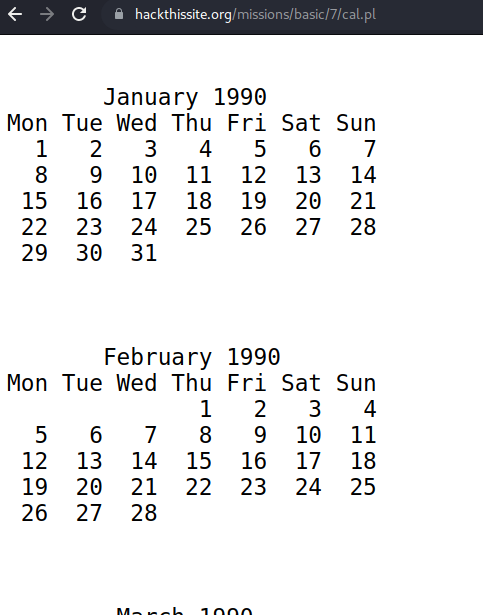 hackthissite.org/missions/basic/7/cal.pl
January 1990
Mon Tue Wed Thu Fri Sat Sun
1 2 3 4 5 6 7
8 9 10 11 12 13 14
15 16 17 18 19 20 21
22 23 24 25 26 27 28
29 30 31
February 1990
Mon Tue Wed Thu Fri Sat Sun
1 2 3 4
5 6 7 8 9 10 11
12 13 14 15 16 17 18
19 20 21 22 23 24 25
26 27 28
March 1990